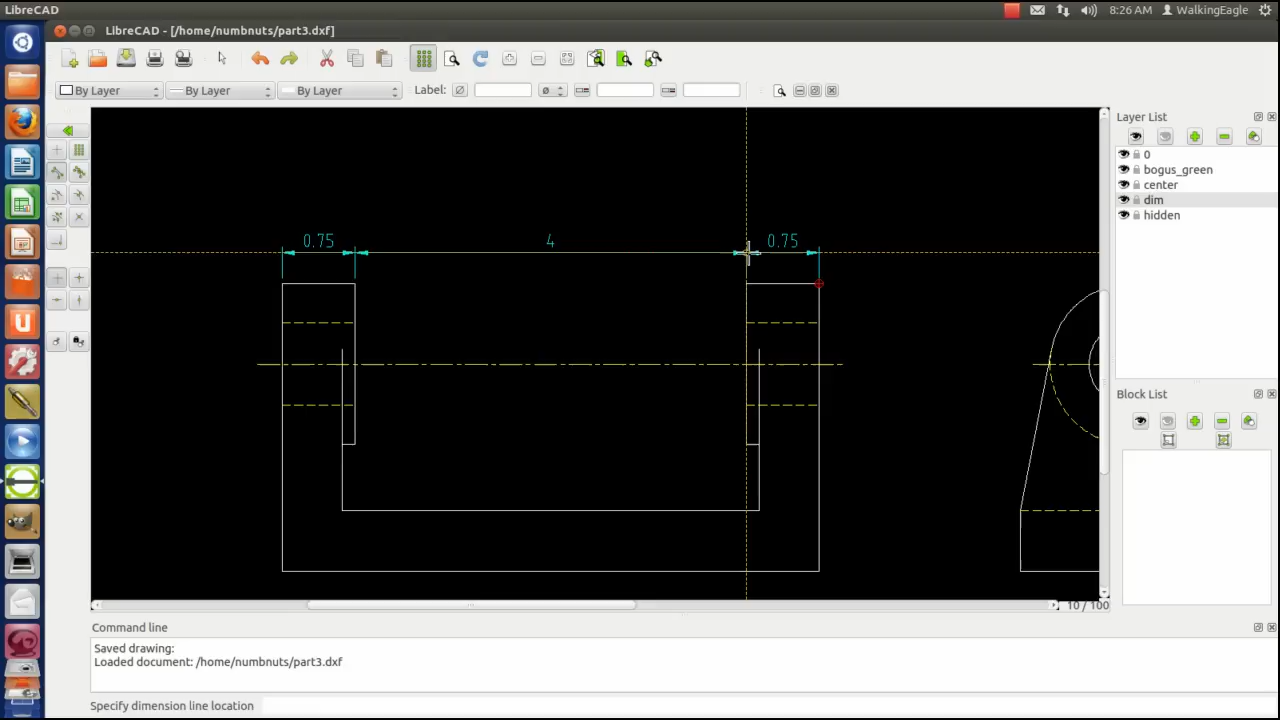 LibreCAD
8:26 AM
WalkingEagle
LibreCAD - [/home/numbnuts/part3.dxf]
By Layer
By Layer
By Layer
Label:
Layer List
0
bogus_green
center
dim
hidden
0.75
4
0.75
Block List
10 / 100
Command line
Saved drawing:
Loaded document: /home/numbnuts/part3.dxf
Specify dimension line location